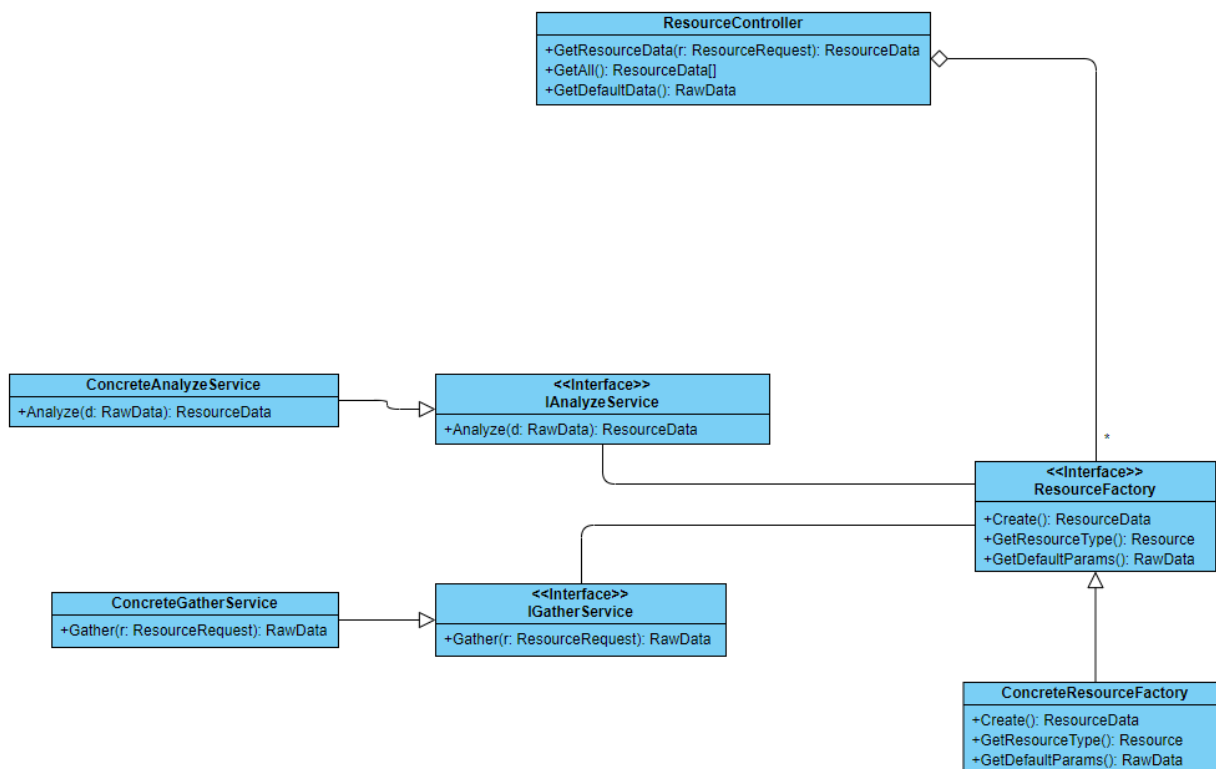 ResourceController
+GetResourceData(r: ResourceRequest): ResourceData
+GetAll(): ResourceData[]
+GetDefaultData(): RawData
ConcreteAnalyzeService
+Analyze(d: RawData): ResourceData
<<Interface>>
IAnalyzeService
+Analyze(d: RawData): ResourceData
*
<<Interface>>
ResourceFactory
+Create(): ResourceData
+GetResourceType(): Resource
+GetDefaultParams(): RawData
ConcreteGatherService
+Gather(r: ResourceRequest): RawData
<<Interface>>
IGatherService
+Gather(r: ResourceRequest): RawData
ConcreteResourceFactory
+Create(): ResourceData
+GetResourceType(): Resource
+GetDefaultParams(): RawData